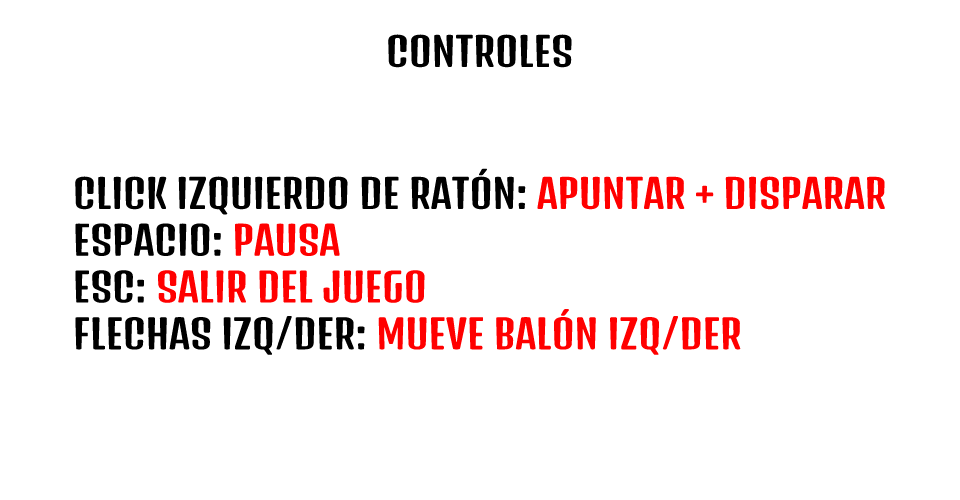 CONTROLES
CLICK IZQUIERDO DE RATÓN: APUNTAR + DISPARAR
ESPACIO: PAUSA
ESC: SALIR DEL JUEGO
FLECHAS IZQ/DER: MUEVE BALÓN IZQ/DER